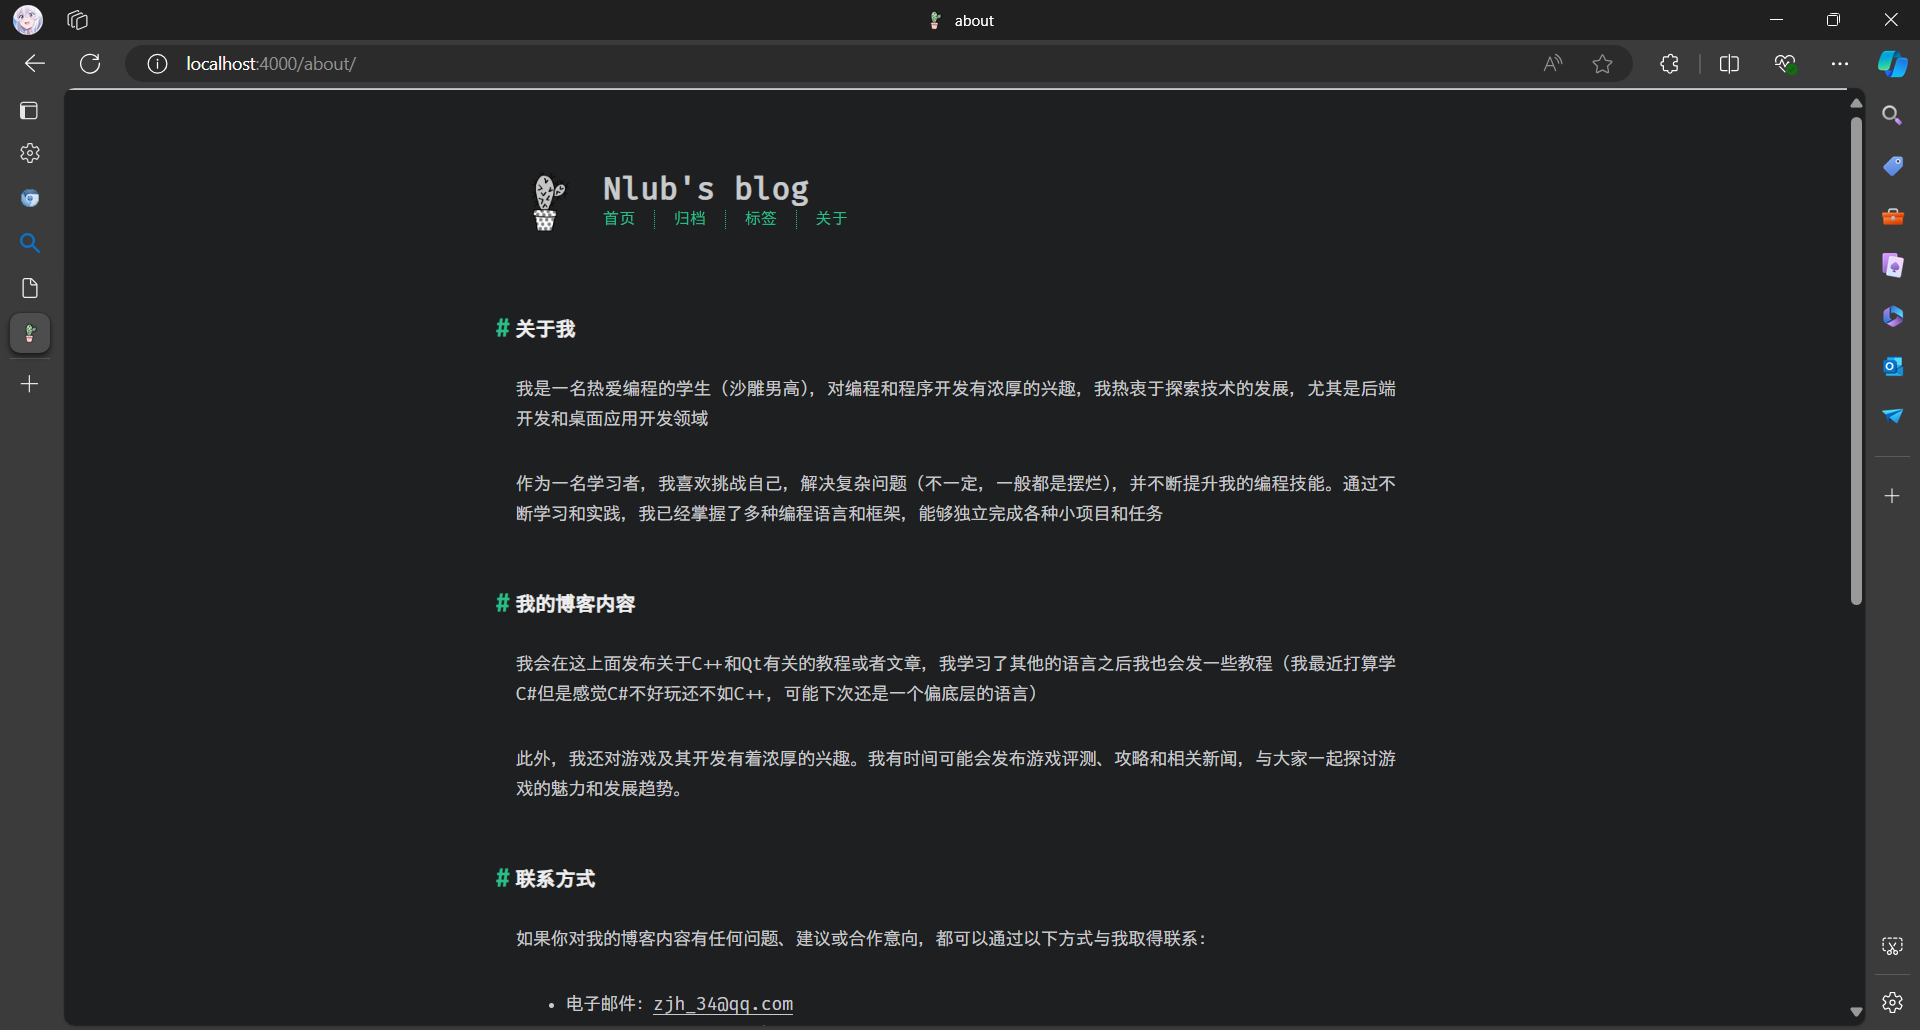 about
localhost:4000/about/
Nlub's blog
首页 归档 标签 关于
# 关于我
我是一名热爱编程的学生（沙雕男高），对编程和程序开发有浓厚的兴趣，我热衷于探索技术的发展，尤其是后端
开发和桌面应用开发领域
作为一名学习者，我喜欢挑战自己，解决复杂问题（不一定，一般都是摆烂），并不断提升我的编程技能。通过不
断学习和实践，我已经掌握了多种编程语言和框架，能够独立完成各种小项目和任务
# 我的博客内容
我会在这上面发布关于C++和Qt有关的教程或者文章，我学习了其他的语言之后我也会发一些教程（我最近打算学
C#但是感觉C#不好玩还不如C++，可能下次还是一个偏底层的语言）
此外，我还对游戏及其开发有着浓厚的兴趣。我有时间可能会发布游戏评测、攻略和相关新闻，与大家一起探讨游
戏的魅力和发展趋势。
# 联系方式
如果你对我的博客内容有任何问题、建议或合作意向，都可以通过以下方式与我取得联系：
• 电子邮件：zjh_34@qq.com